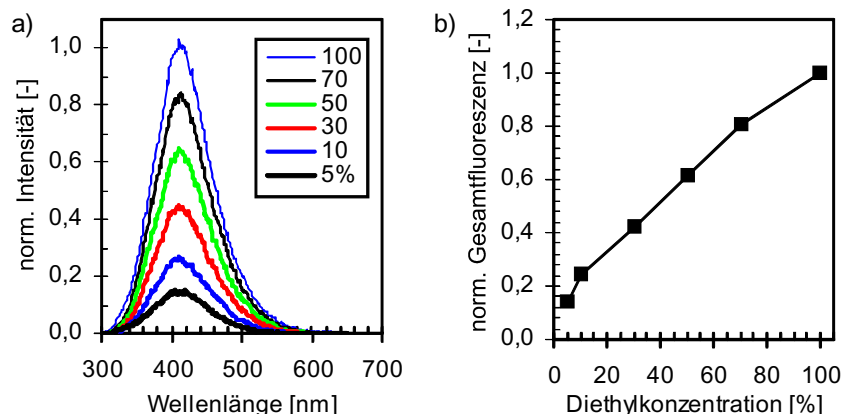 a)
norm. Intensität [-]
1,0
0,8
0,6
0,4
0,2
0,0
300 400 500 600 700
Wellenlänge [nm]
100
70
50
30
10
5%
b)
norm. Gesamtfluoreszenz [-]
1,2
1,0
0,8
0,6
0,4
0,2
0,0
0 20 40 60 80 100
Diethylkonzentration [%]